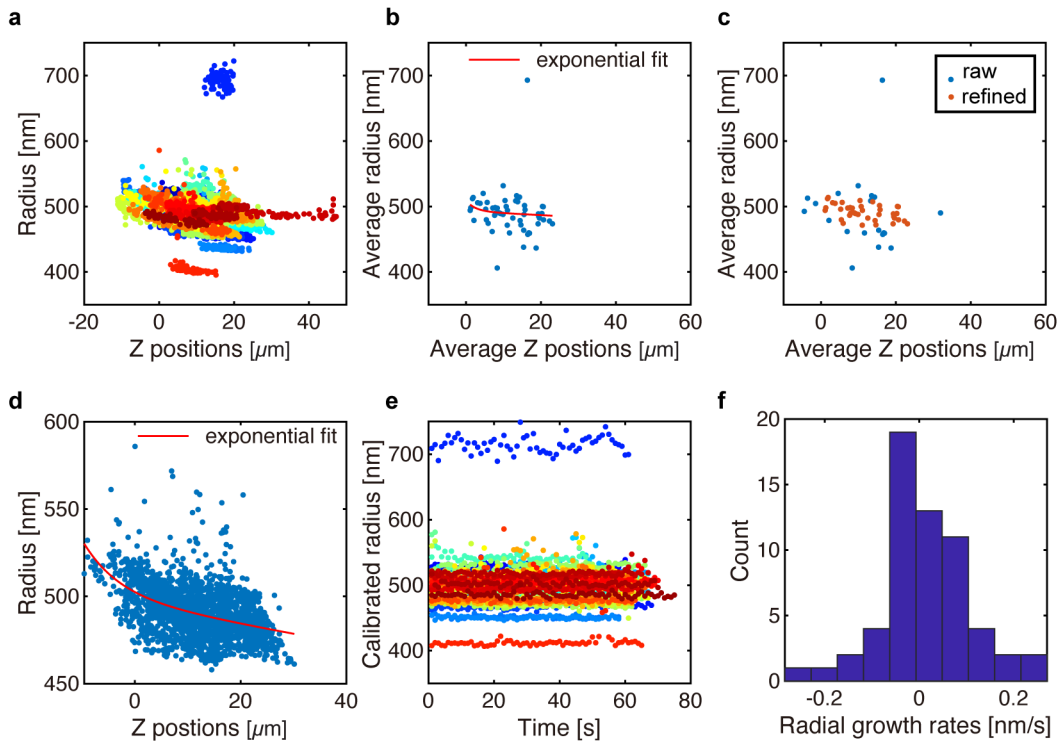 a
700
600
500
400
Radius [nm]
-20
0
20
40
Z positions [µm]
b
exponential fit
700
600
500
400
Average radius [nm]
0
20
40
60
Average Z postions [µm]
c
raw
refined
700
600
500
400
Average radius [nm]
0
20
40
60
Average Z postions [µm]
d
exponential fit
600
550
500
450
Radius [nm]
0
20
40
Z postions [µm]
e
700
600
500
400
Calibrated radius [nm]
0
20
40
60
80
Time [s]
f
20
15
10
5
0
Count
-0.2
0
0.2
Radial growth rates [nm/s]